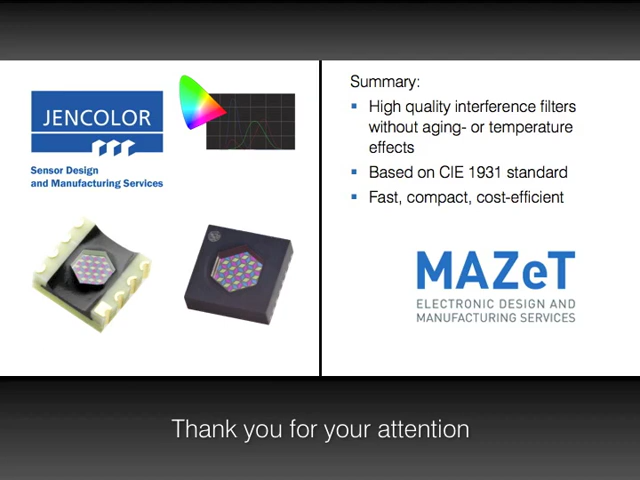 JENCOLOR
Sensor Design
and Manufacturing Services
Summary:
High quality interference filters
without aging- or temperature
effects
Based on CIE 1931 standard
Fast, compact, cost-efficient
MAZeT
ELECTRONIC DESIGN AND
MANUFACTURING SERVICES
Thank you for your attention